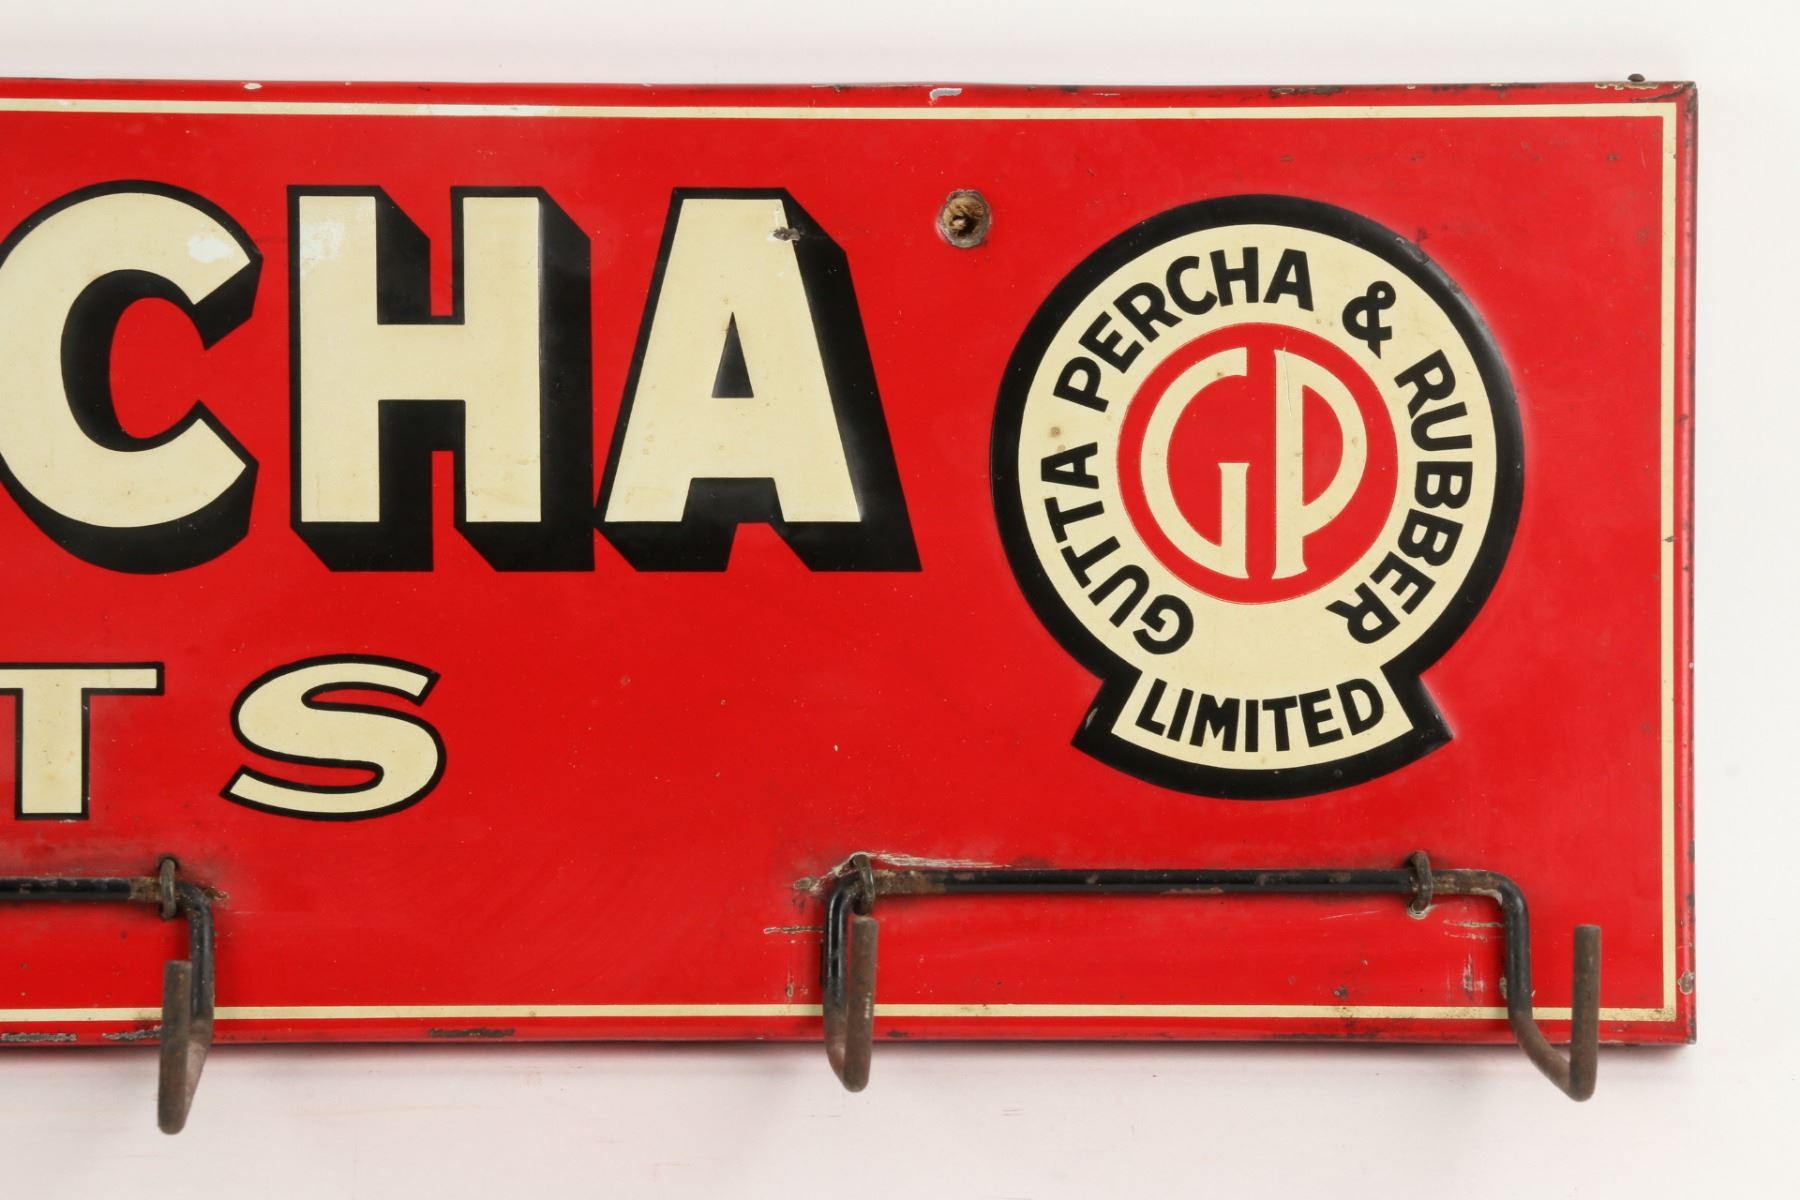 CHA
TS
GUTTA PERCHA & RUBBER
LIMITED
GP